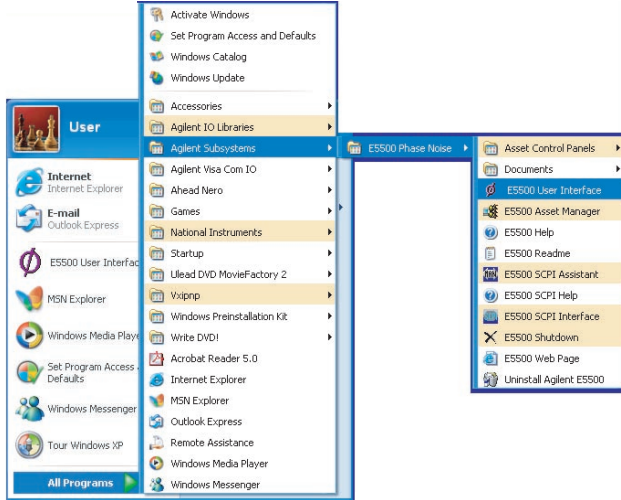 User
Internet
Internet Explorer
E-mail
Outlook Express
E5500 User Interfac
MSN Explorer
Windows Media Playe
Set Program Access
Defaults
Windows Messenger
Tour Windows XP
All Programs
Activate Windows
Set Program Access and Defaults
Windows Catalog
Windows Update
Accessories
Agilent IO Libraries
Agilent Subsystems
Agilent Visa Com IO
Ahead Nero
Games
National Instruments
Startup
Ulead DVD MovieFactory 2
Vxipnp
Windows Preinstallation Kit
Write DVD!
Acrobat Reader 5.0
Internet Explorer
MSN Explorer
Outlook Express
Remote Assistance
Windows Media Player
Windows Messenger
E5500 Phase Noise
Asset Control Panels
Documents
E5500 User Interface
E5500 Asset Manager
E5500 Help
E5500 Readme
E5500 SCPI Assistant
E5500 SCPI Help
E5500 SCPI Interface
E5500 Shutdown
E5500 Web Page
Uninstall Agilent E5500